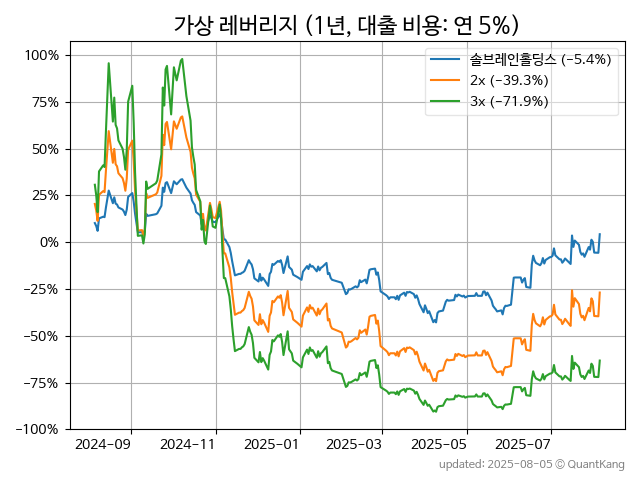 가상 레버리지 (1년, 대출 비용: 연 5%)
솔브레인홀딩스 (−5.4%)
2x (−39.3%)
3x (−71.9%)
100%
75%
50%
25%
0%
−25%
−50%
−75%
−100%
2024-09 2024-11 2025-01 2025-03 2025-05 2025-07
updated: 2025-08-05 © QuantKang